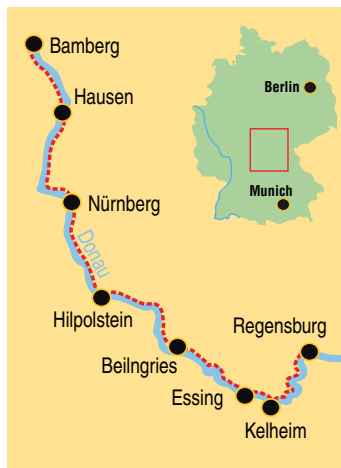 Bamberg
Hausen
Berlin
Munich
Nürnberg
Donau
Hilpolstein
Regensburg
Beilngries
Essing
Kelheim